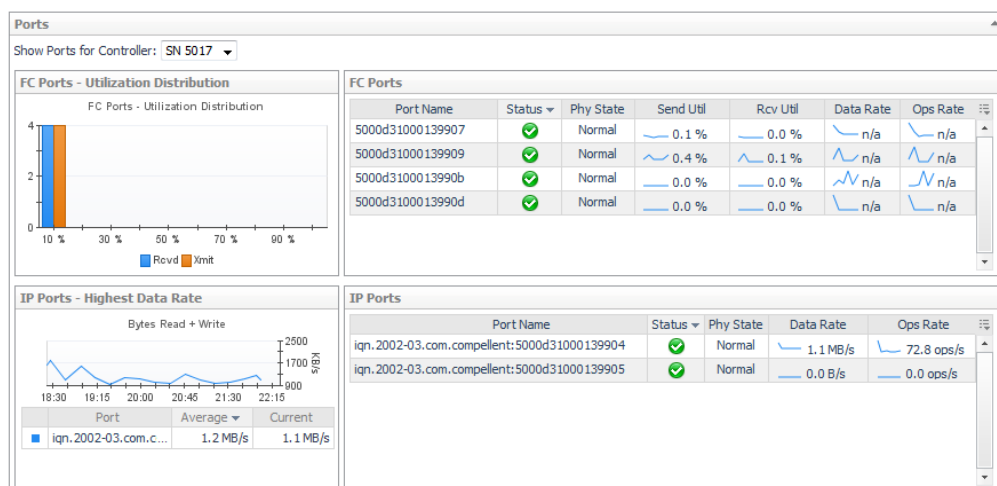 Ports
Show Ports for Controller: SN 5017
FC Ports - Utilization Distribution
FC Ports - Utilization Distribution
4
2
0
10 % 30 % 50 % 70 % 90 %
Rcvd Xmit
FC Ports
Port Name Status Phy State Send Util Rcv Util Data Rate Ops Rate
5000d31000139907 Normal 0.1 % 0.0 % n/a n/a
5000d31000139909 Normal 0.4 % 0.1 % n/a n/a
5000d3100013990b Normal 0.0 % 0.0 % n/a n/a
5000d3100013990d Normal 0.0 % 0.0 % n/a n/a
IP Ports - Highest Data Rate
Bytes Read + Write
2500
1700
900
KB/s
18:30 19:15 20:00 20:45 21:30 22:15
Port Average Current
iqn.2002-03.com.c... 1.2 MB/s 1.1 MB/s
IP Ports
Port Name Status Phy State Data Rate Ops Rate
iqn.2002-03.com.compellent:5000d31000139904 Normal 1.1 MB/s 72.8 ops/s
iqn.2002-03.com.compellent:5000d31000139905 Normal 0.0 B/s 0.0 ops/s